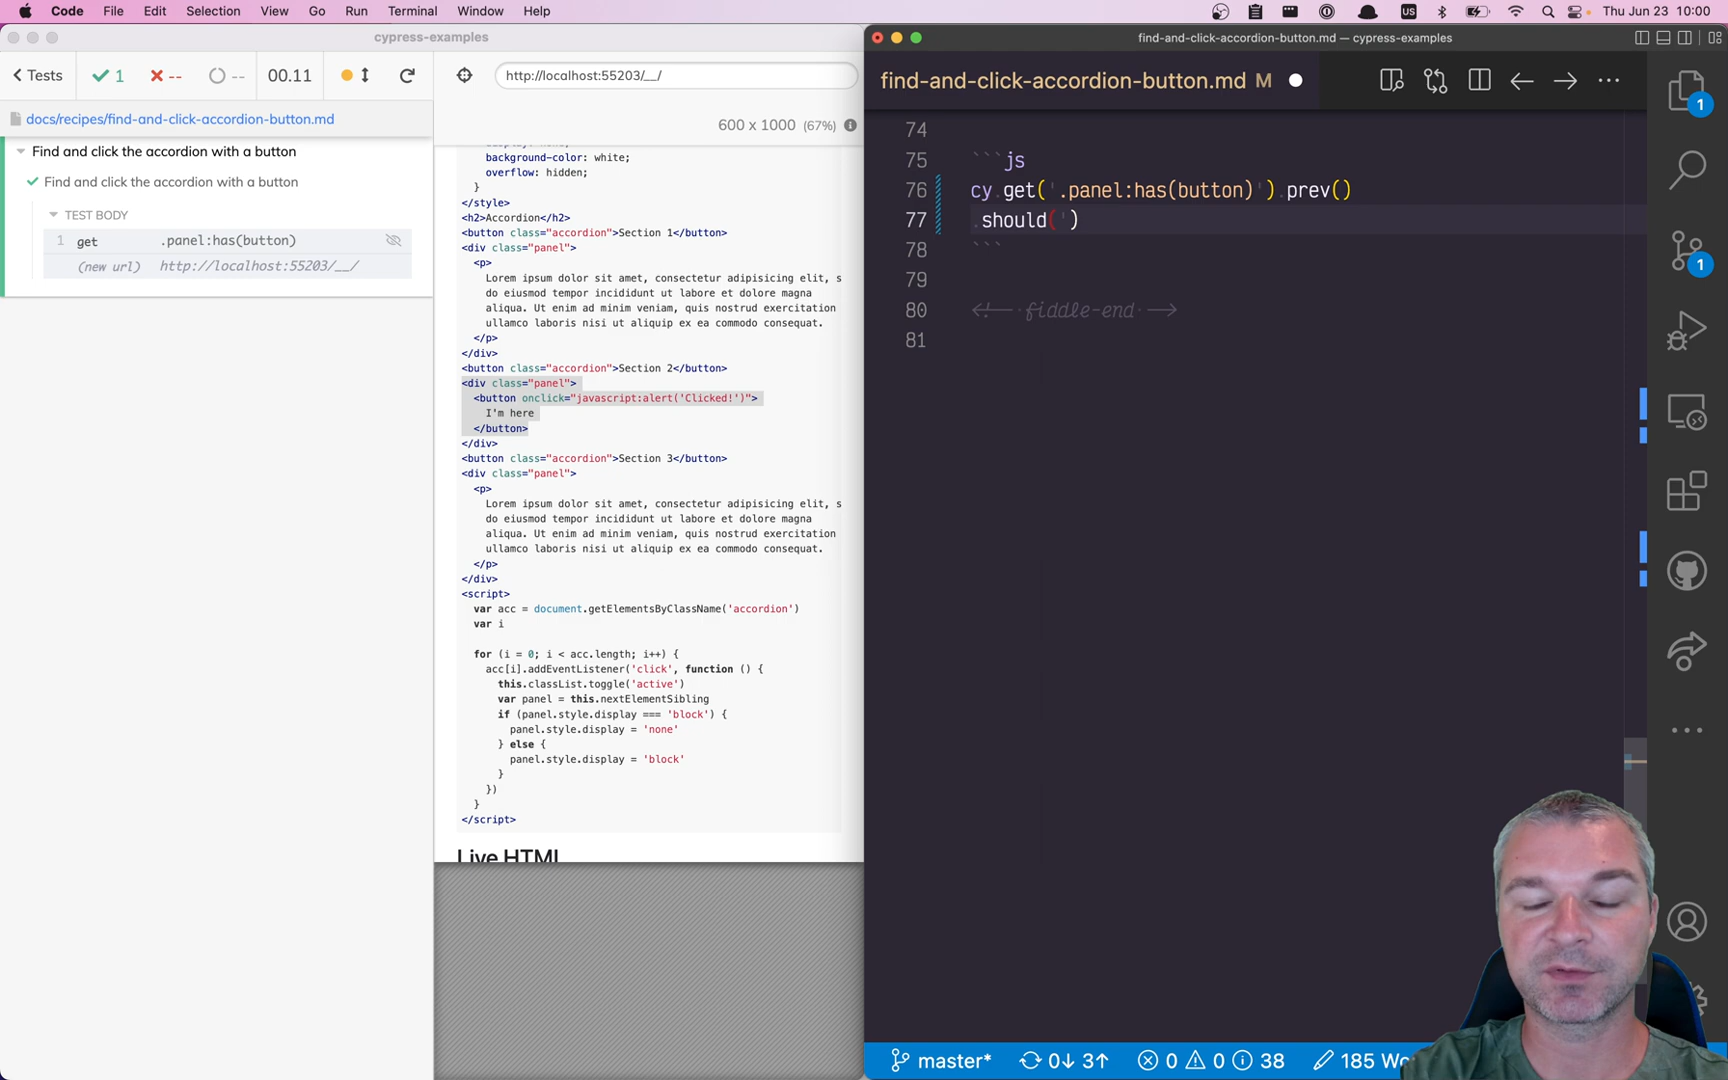 Code File Edit Selection View Go Run Terminal Window Help
US
Thu Jun 23 10:00
cypress-examples
Tests
1
--
--
00.11
http://localhost:55203/__/
docs/recipes/find-and-click-accordion-button.md
600 x 1000 (67%)
Find and click the accordion with a button
Find and click the accordion with a button
TEST BODY
1 get .panel:has(button)
(new url) http://localhost:55203/__/
background-color: white;
overflow: hidden;
}
</style>
<h2>Accordion</h2>
<button class="accordion">Section 1</button>
<div class="panel">
<p>
Lorem ipsum dolor sit amet, consectetur adipisicing elit, s
do eiusmod tempor incididunt ut labore et dolore magna
aliqua. Ut enim ad minim veniam, quis nostrud exercitation
ullamco laboris nisi ut aliquip ex ea commodo consequat.
</p>
</div>
<button class="accordion">Section 2</button>
<div class="panel">
<button onclick="javascript:alert('Clicked!')">
I'm here
</button>
</div>
<button class="accordion">Section 3</button>
<div class="panel">
<p>
Lorem ipsum dolor sit amet, consectetur adipisicing elit, s
do eiusmod tempor incididunt ut labore et dolore magna
aliqua. Ut enim ad minim veniam, quis nostrud exercitation
ullamco laboris nisi ut aliquip ex ea commodo consequat.
</p>
</div>
<script>
var acc = document.getElementsByClassName('accordion')
var i
for (i = 0; i < acc.length; i++) {
acc[i].addEventListener('click', function () {
this.classList.toggle('active')
var panel = this.nextElementSibling
if (panel.style.display === 'block') {
panel.style.display = 'none'
} else {
panel.style.display = 'block'
}
})
}
</script>
Live HTML
find-and-click-accordion-button.md — cypress-examples
find-and-click-accordion-button.md M
74
75 ```js
76 cy.get('.panel:has(button)').prev()
77 .should(')
78 ```
79
80 <!-- fiddle-end -->
81
1
1
master* 0↓ 3↑ 0 0 38 185 Wo